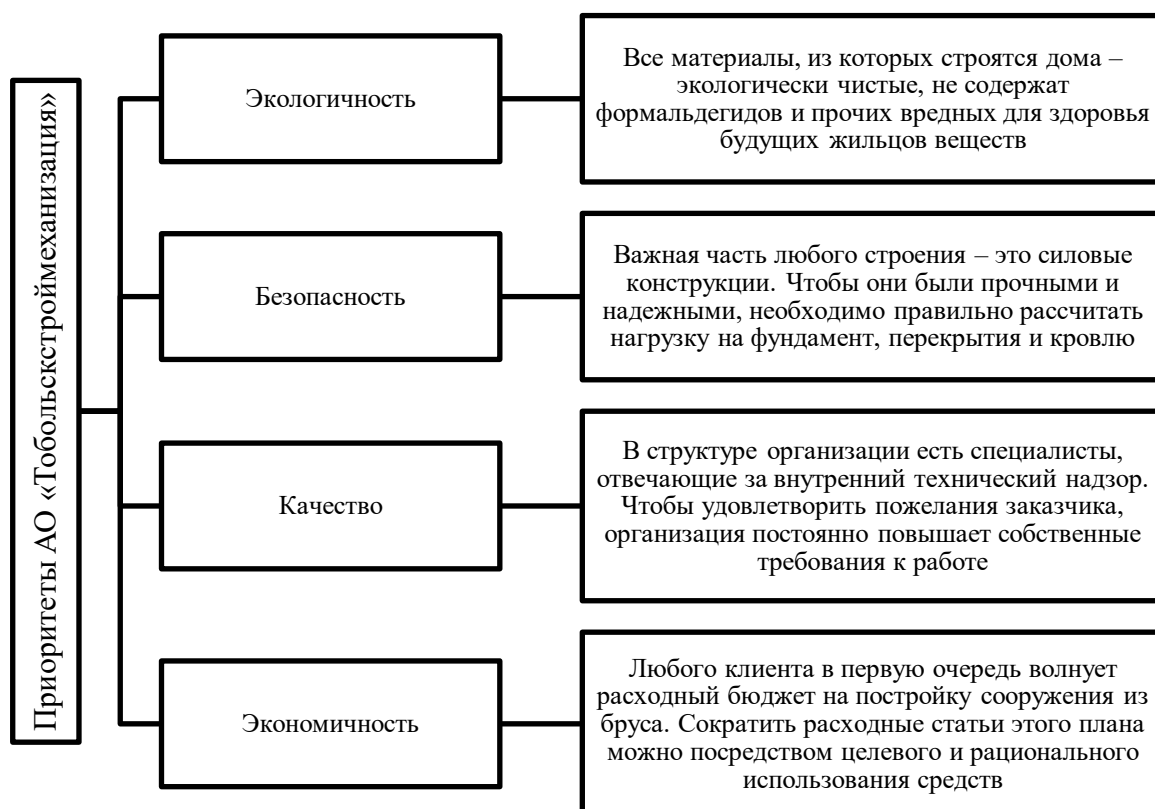 Приоритеты АО «Тобольскстроймеханизация»
Экологичность
Все материалы, из которых строятся дома –
экологически чистые, не содержат
формальдегидов и прочих вредных для здоровья
будущих жильцов веществ
Безопасность
Важная часть любого строения – это силовые
конструкции. Чтобы они были прочными и
надежными, необходимо правильно рассчитать
нагрузку на фундамент, перекрытия и кровлю
Качество
В структуре организации есть специалисты,
отвечающие за внутренний технический надзор.
Чтобы удовлетворить пожелания заказчика,
организация постоянно повышает собственные
требования к работе
Экономичность
Любого клиента в первую очередь волнует
расходный бюджет на постройку сооружения из
бруса. Сократить расходные статьи этого плана
можно посредством целевого и рационального
использования средств